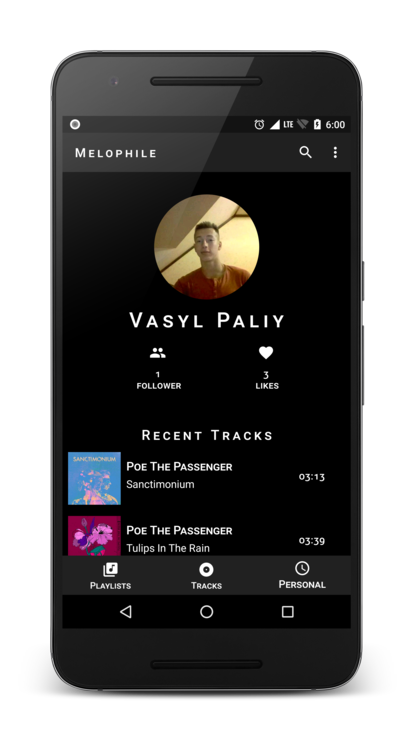 LTE 6:00
Melophile
Vasyl Paliy
1 3
Follower Likes
Recent Tracks
SANCTIMONIUM
Poe The Passenger
Sanctimonium
03:13
Poe The Passenger
Tulips In The Rain
03:39
Playlists Tracks Personal